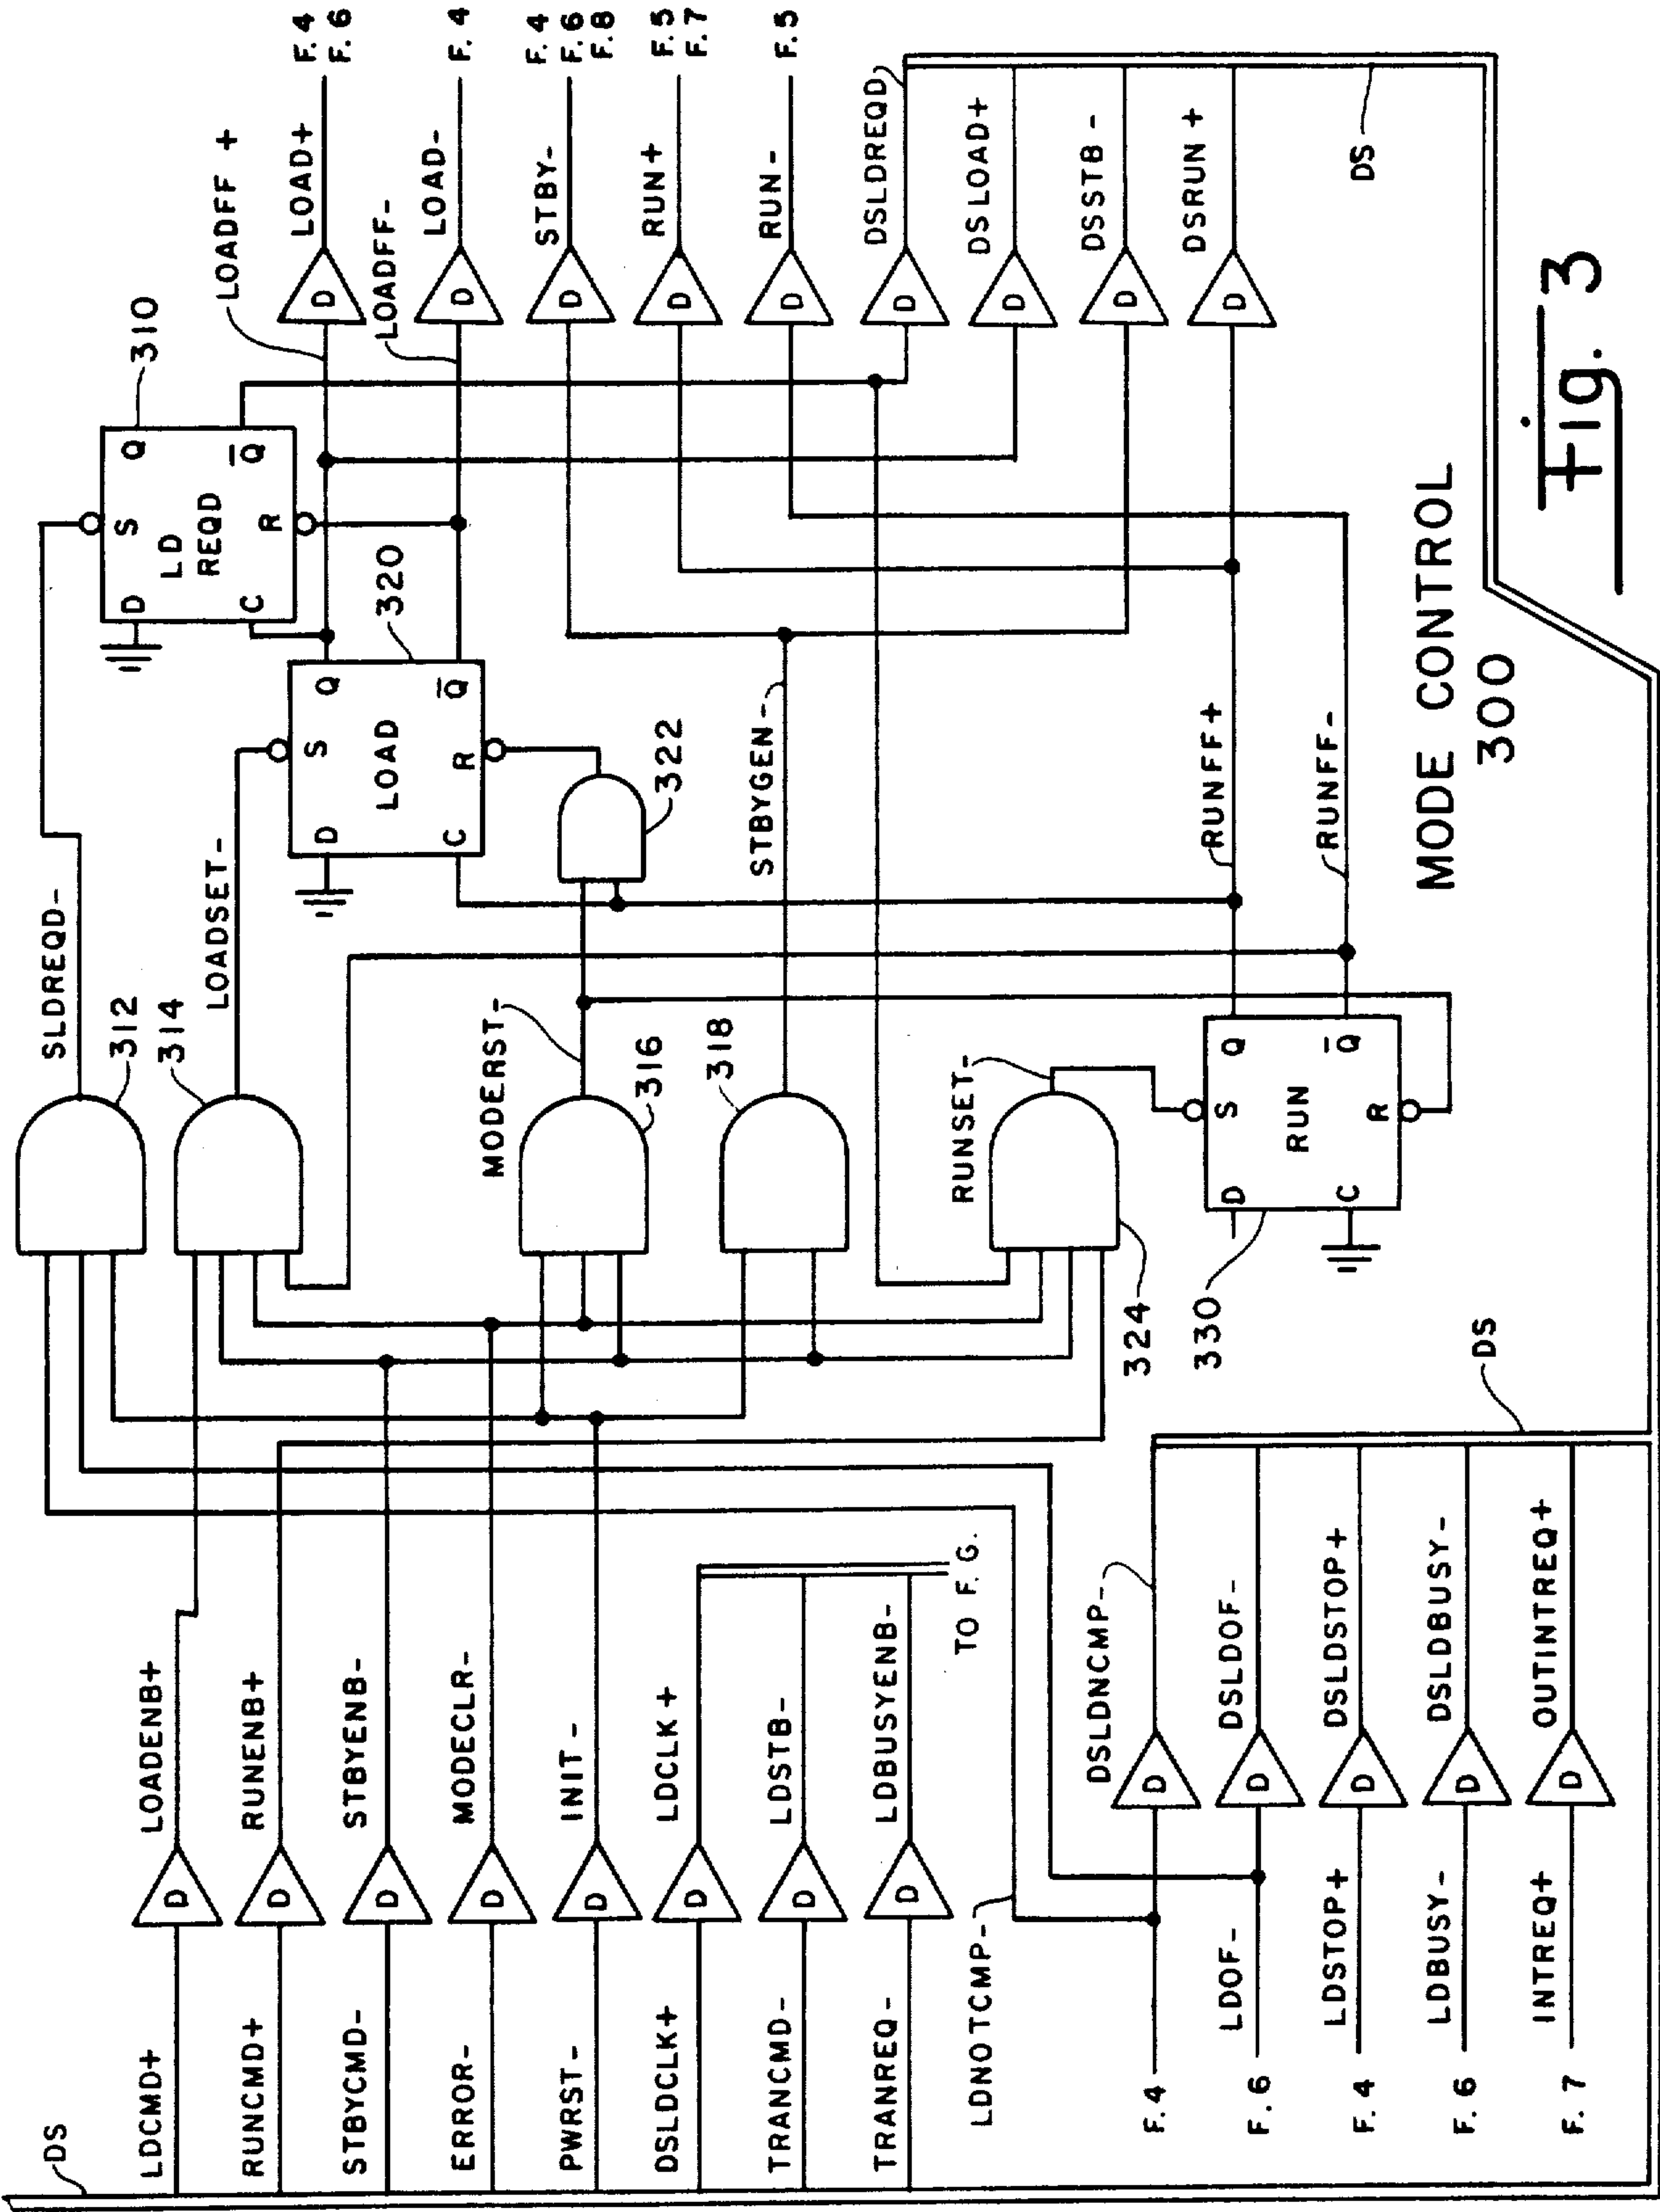 DS
LDCMD+
LOADENB+
RUNCMD+
RUNENB+
STBYCMD-
STBYENB-
ERROR-
MODECLR-
PWRST-
INIT-
DSLDCLK+
LDCLK+
TRANCMD-
LDSTB-
TRANREQ-
LDBUSYENB-
TO F.G.
LDNOTCMP-
F.4
DSLDNCMP-
F.6
LDOF-
DSLDOF-
F.4
LDSTOP+
DSLDSTOP+
F.6
LDBUSY-
DSLDBUSY-
F.7
INTREQ+
OUTINTREQ+
D
D
D
D
D
D
D
D
D
D
D
D
D
DS
SLDREQD-
312
314
LOADSET-
MODERST-
316
318
STBYGEN-
RUNSET-
324
330
D
S
Q
RUN
C
R
Q
RUNFF+
RUNFF-
322
D
S
Q
LOAD
C
R
Q
320
D
S
Q
LD
REQD
C
R
Q
310
LOADFF+
LOADFF-
D
D
D
D
D
D
D
D
D
LOAD+
F.4
F.6
LOAD-
F.4
STBY-
F.4
F.6
F.8
RUN+
F.5
F.7
RUN-
F.5
DSLDREQD
DSLOAD+
DSSTB-
DSRUN+
DS
MODE CONTROL
300
Fig. 3